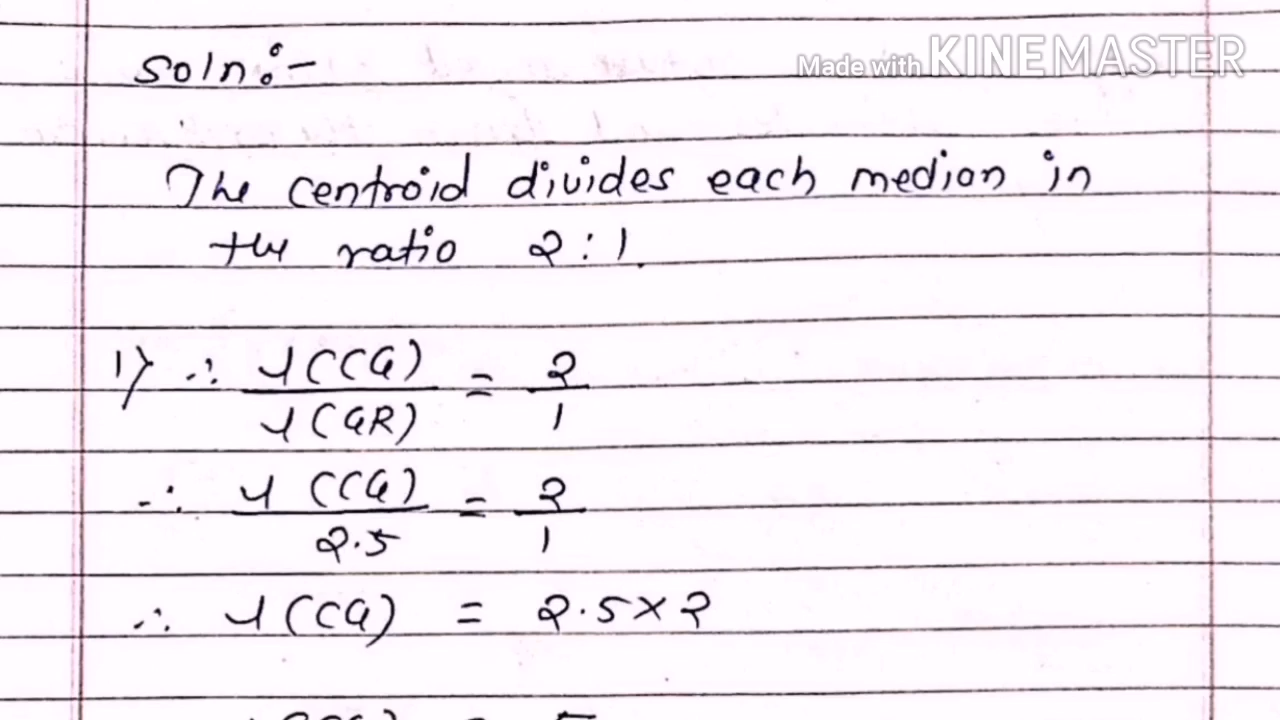 Made with KINEMASTER
Soln:-
The centroid divides each median in
the ratio 2:1.
1) ∴ l(CG) / l(GR) = 2/1
∴ l(CG) / 2.5 = 2/1
∴ l(CG) = 2.5 × 2